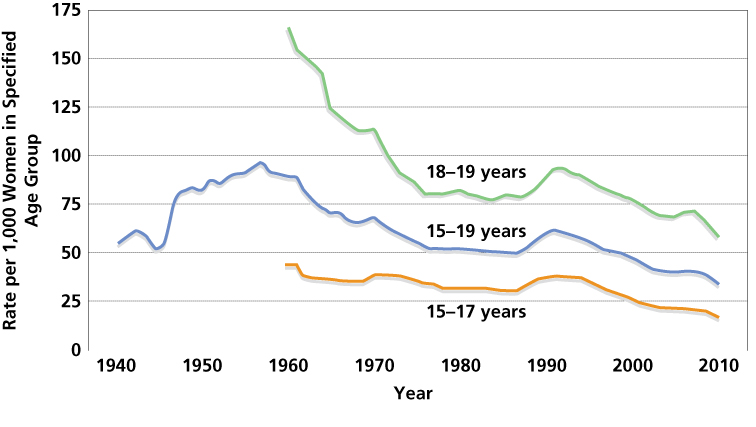 Rate per 1,000 Women in Specified
Age Group
175
150
125
100
75
50
25
0
18–19 years
15–19 years
15–17 years
1940 1950 1960 1970 1980 1990 2000 2010
Year